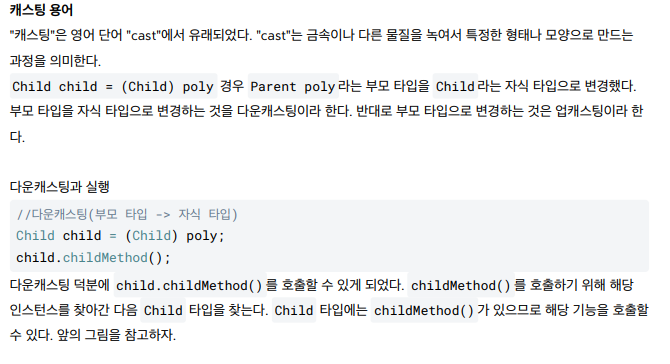 캐스팅 용어
"캐스팅"은 영어 단어 "cast"에서 유래되었다. "cast"는 금속이나 다른 물질을 녹여서 특정한 형태나 모양으로 만드는
과정을 의미한다.
Child child = (Child) poly 경우 Parent poly라는 부모 타입을 Child라는 자식 타입으로 변경했다.
부모 타입을 자식 타입으로 변경하는 것을 다운캐스팅이라 한다. 반대로 부모 타입으로 변경하는 것은 업캐스팅이라 한
다.
다운캐스팅과 실행
//다운캐스팅(부모 타입 -> 자식 타입)
Child child = (Child) poly;
child.childMethod();
다운캐스팅 덕분에 child.childMethod()를 호출할 수 있게 되었다. childMethod()를 호출하기 위해 해당
인스턴스를 찾아간 다음 Child 타입을 찾는다. Child 타입에는 childMethod()가 있으므로 해당 기능을 호출할
수 있다. 앞의 그림을 참고하자.